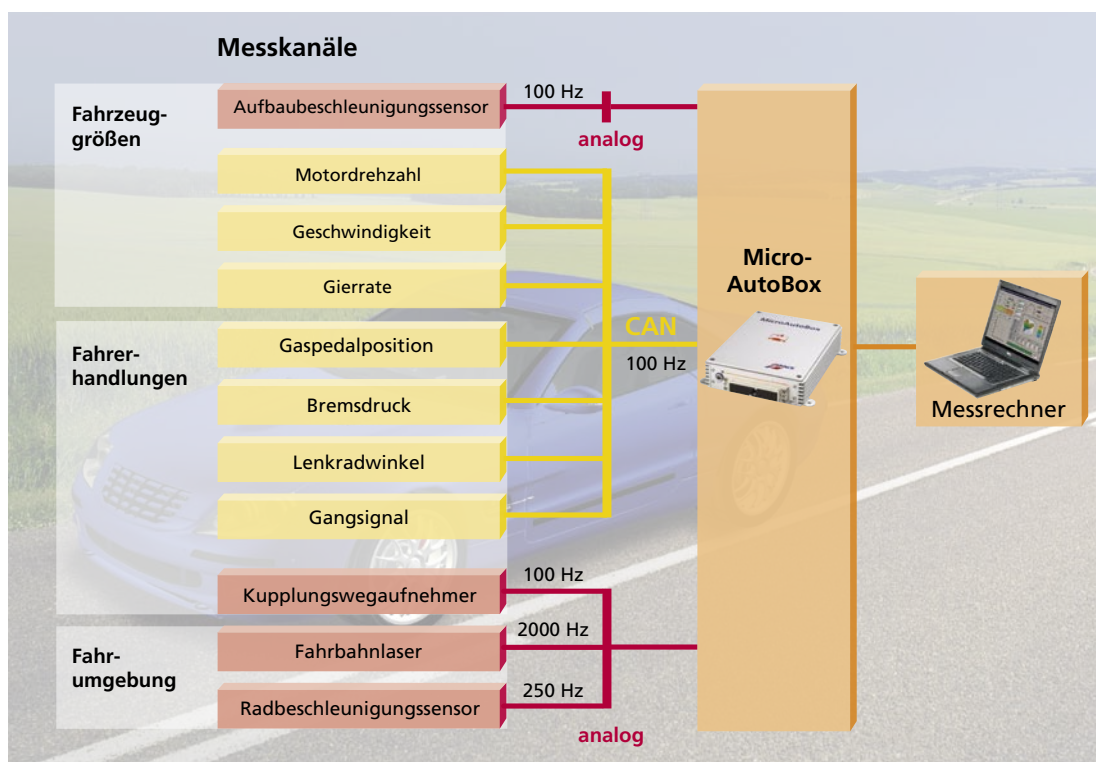 Messkanäle
Fahrzeug-
größen
Aufbaubeschleunigungssensor
100 Hz
analog
Motordrehzahl
Geschwindigkeit
Gierrate
Fahrer-
handlungen
Gaspedalposition
CAN
100 Hz
Bremsdruck
Lenkradwinkel
Gangsignal
Kupplungswegaufnehmer
100 Hz
Fahr-
umgebung
Fahrbahnlaser
2000 Hz
Radbeschleunigungssensor
250 Hz
analog
Micro-
AutoBox
MicroAutoBox
Messrechner